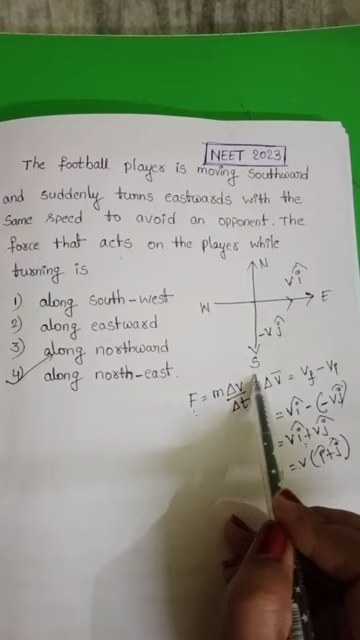 NEET 2023
The football player is moving southward
and suddenly turns eastwards with the
same speed to avoid an opponent. The
force that acts on the player while
turning is
1) along south-west
2) along eastward
3) along northward
4) along north-east.
N
vî
W
E
-vĵ
S
F = mΔv/Δt
Δv̄ = vf - vi
= vî - (-vĵ)
= vî + vĵ
= v(î+ĵ)